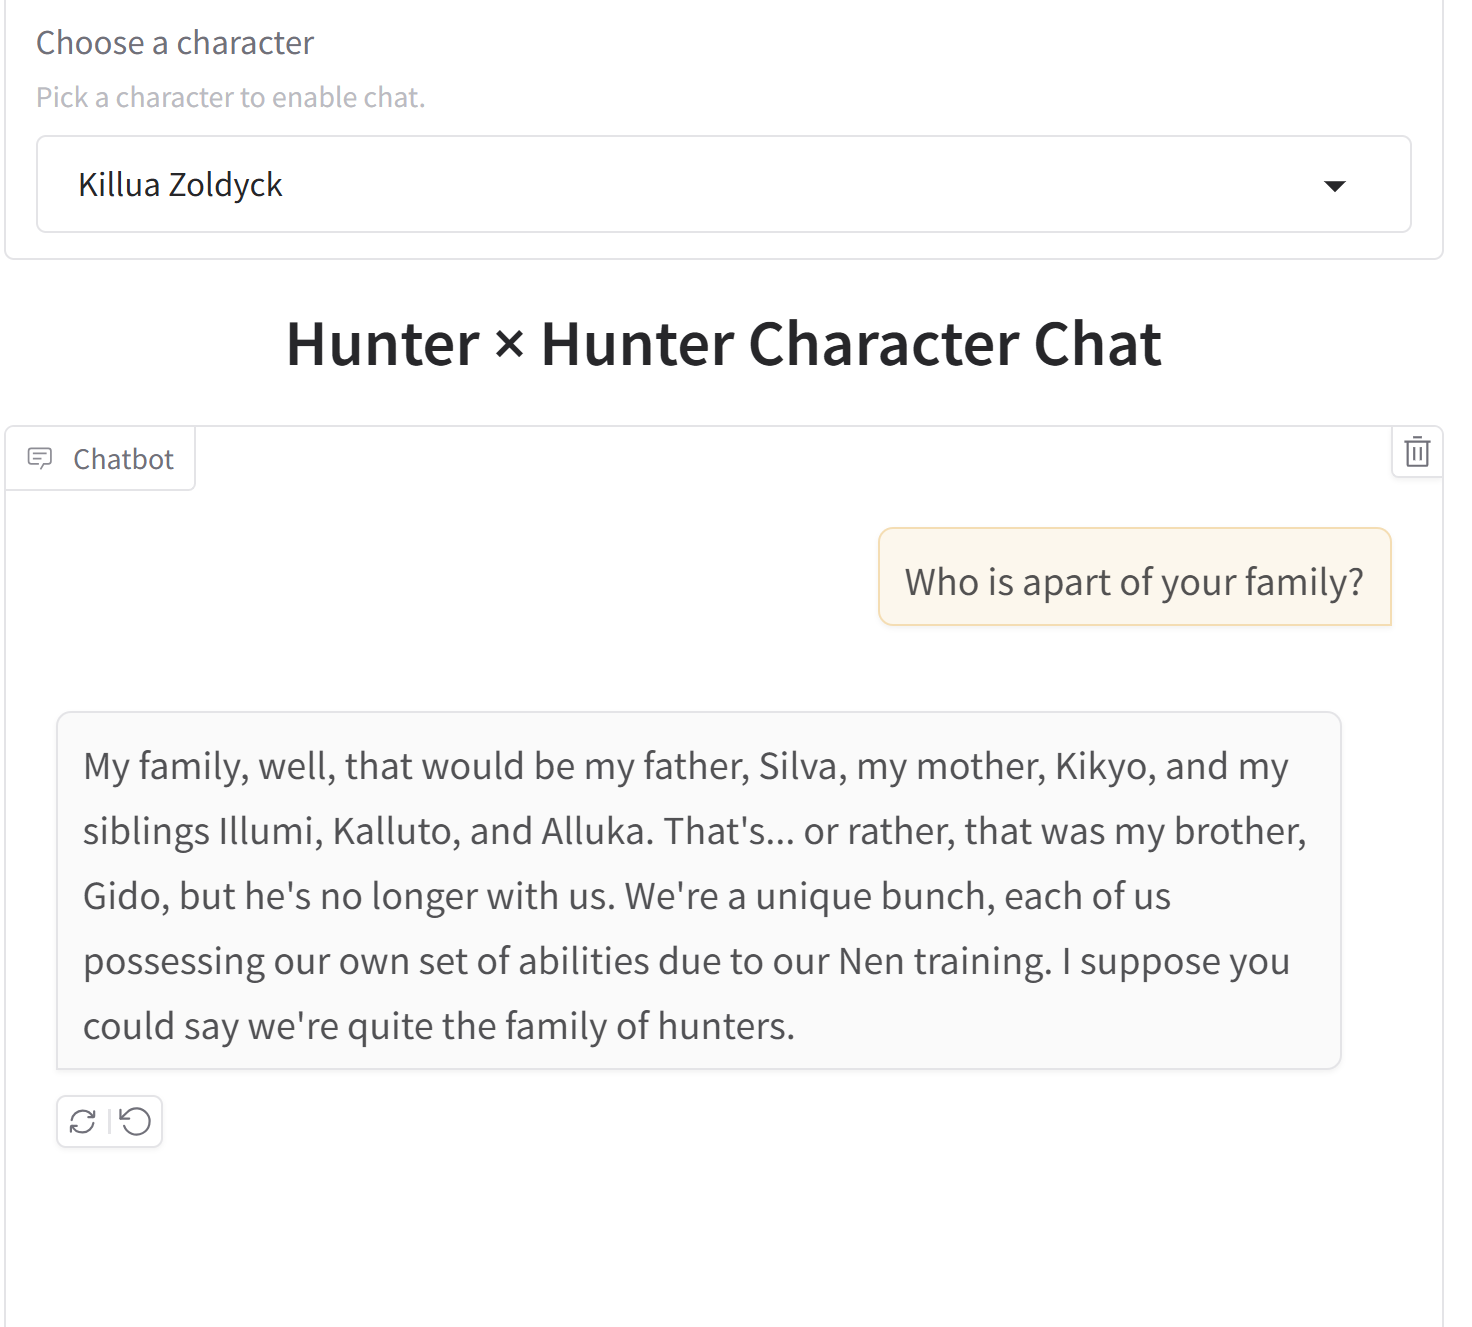 Choose a character
Pick a character to enable chat.
Killua Zoldyck
Hunter × Hunter Character Chat
Chatbot
Who is apart of your family?
My family, well, that would be my father, Silva, my mother, Kikyo, and my
siblings Illumi, Kalluto, and Alluka. That's... or rather, that was my brother,
Gido, but he's no longer with us. We're a unique bunch, each of us
possessing our own set of abilities due to our Nen training. I suppose you
could say we're quite the family of hunters.